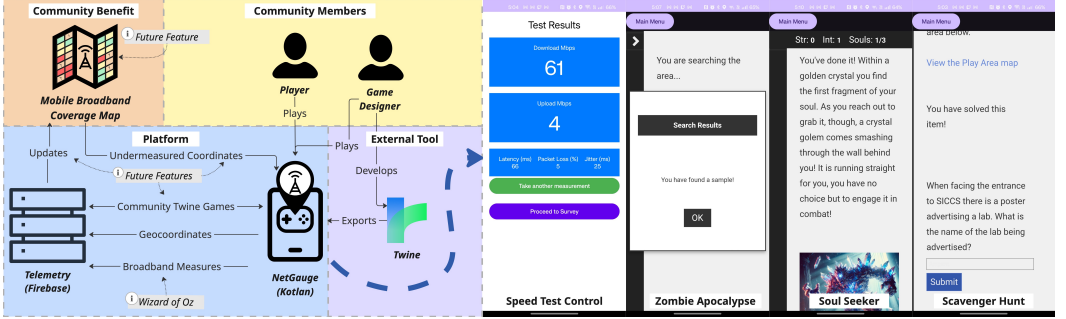 Community Benefit
Future Feature
Mobile Broadband
Coverage Map
Community Members
Player
Game
Designer
Plays
Plays
Platform
External Tool
Updates
Undermeasured Coordinates
Future Features
Develops
Community Twine Games
Exports
Geocoordinates
Twine
Broadband Measures
Telemetry
(Firebase)
NetGauge
(Kotlan)
Wizard of Oz
Test Results
Download Mbps
61
Upload Mbps
4
Latency (ms) Packet Loss (%) Jitter (ms)
66 5 25
Take another measurement
Proceed to Survey
Speed Test Control
Main Menu
You are searching the
area...
Search Results
You have found a sample!
OK
Zombie Apocalypse
Main Menu
Str: 0 Int: 1 Souls: 1/3
You've done it! Within a
golden crystal you find
the first fragment of your
soul. As you reach out to
grab it, though, a crystal
golem comes smashing
through the wall behind
you! It is running straight
for you, you have no
choice but to engage it in
combat!
Soul Seeker
Main Menu
area below.
View the Play Area map
You have solved this
item!
When facing the entrance
to SICCS there is a poster
advertising a lab. What is
the name of the lab being
advertised?
Submit
Scavenger Hunt